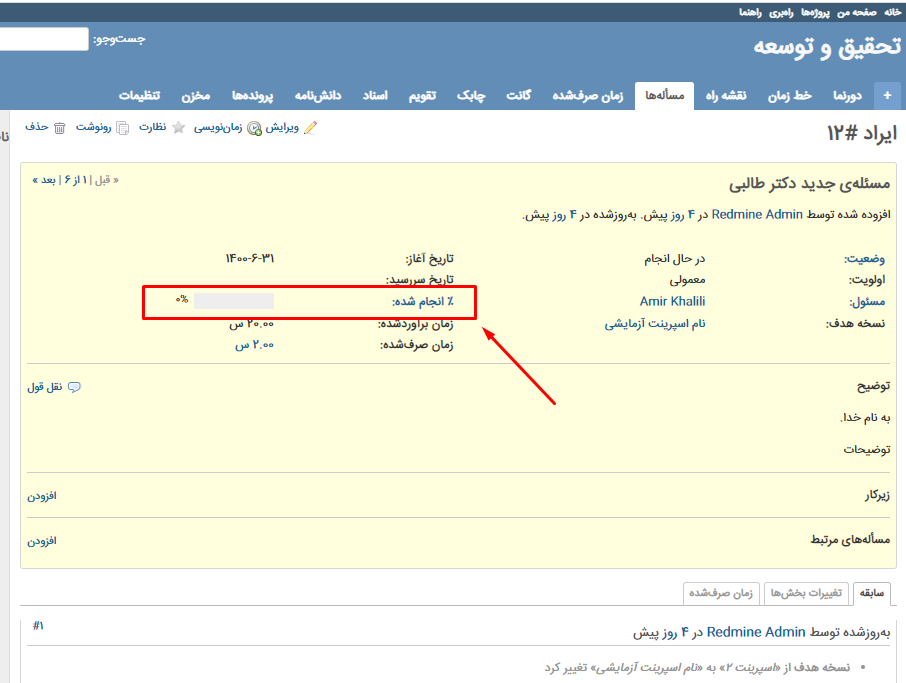 خانه صفحه من پروژه‌ها راهبری راهنما
جست‌وجو:
تحقیق و توسعه
+ دورنما خط زمان نقشه راه مسأله‌ها زمان صرف‌شده گانت چابک تقویم اسناد دانش‌نامه پرونده‌ها مخزن تنظیمات
ایراد #12
ویرایش زمان‌نویسی نظارت رونوشت حذف
« قبل | ۱ از ۶ | بعد »
مسئله‌ی جدید دکتر طالبی
افزوده شده توسط Redmine Admin در ۴ روز پیش. به‌روزشده در ۴ روز پیش.
وضعیت: در حال انجام تاریخ آغاز: ۱۴۰۰-۶-۳۱
اولویت: معمولی تاریخ سررسید:
مسئول: Amir Khalili ٪ انجام شده: ۰%
نسخه هدف: نام اسپرینت آزمایشی زمان برآوردشده: ۲۰.۰۰ س
زمان صرف‌شده: ۲.۰۰ س
توضیح نقل قول
به نام خدا.
توضیحات
زیرکار افزودن
مسأله‌های مرتبط افزودن
سابقه تغییرات بخش‌ها زمان صرف‌شده
#۱
به‌روزشده توسط Redmine Admin در ۴ روز پیش
• نسخه هدف از «اسپرینت ۲» به «نام اسپرینت آزمایشی» تغییر کرد